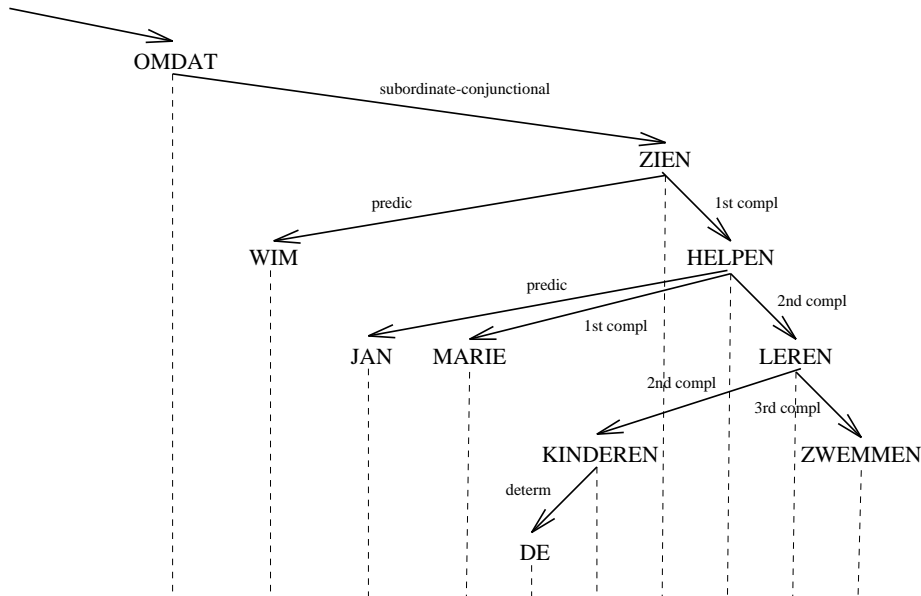 OMDAT
subordinate-conjunctional
ZIEN
predic
1st compl
WIM
HELPEN
predic
2nd compl
1st compl
JAN
MARIE
LEREN
2nd compl
3rd compl
KINDEREN
ZWEMMEN
determ
DE